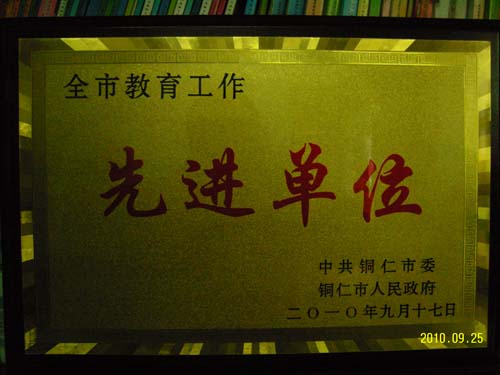 全市教育工作
先进单位
中共铜仁市委
铜仁市人民政府
二〇一〇年九月十七日
2010.09.25